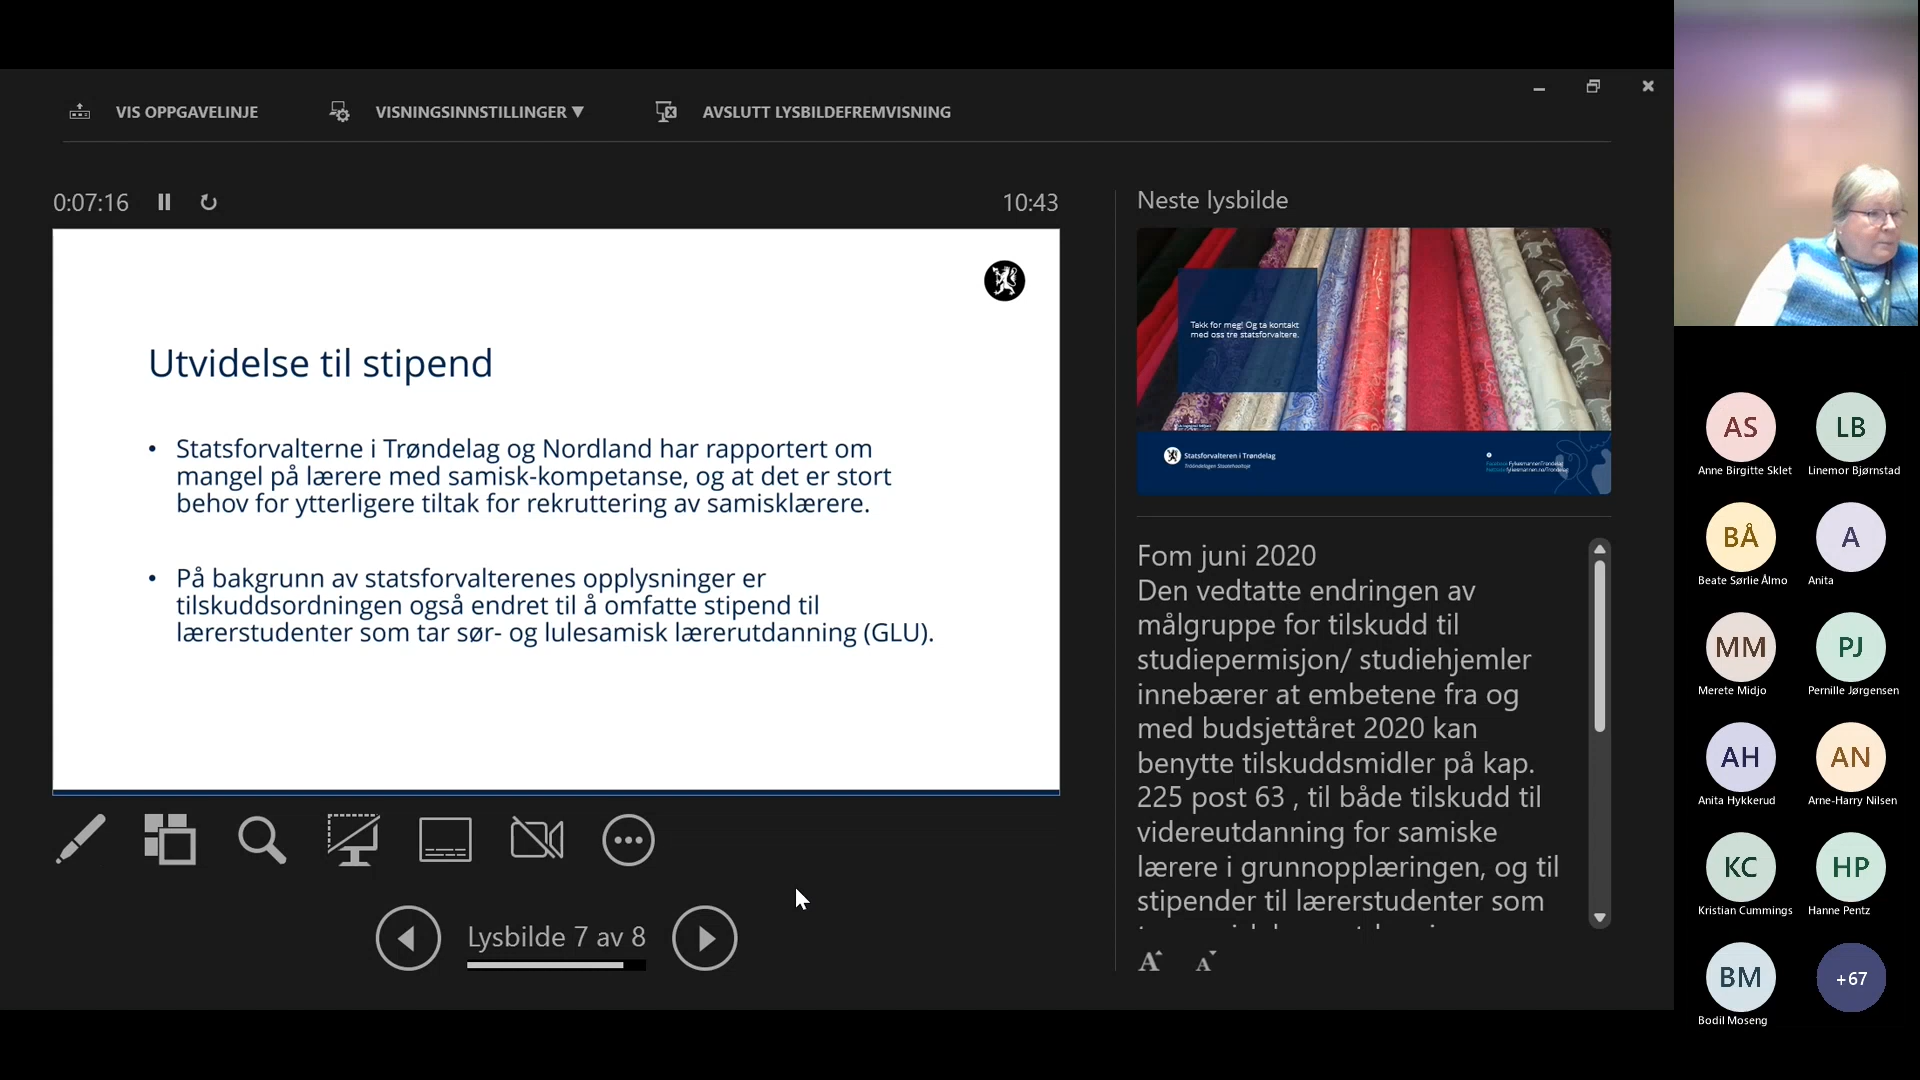 VIS OPPGAVELINJE
VISNINGSINNSTILLINGER ▼
AVSLUTT LYSBILDEFREMVISNING
0:07:16
10:43
Utvidelse til stipend
• Statsforvalterne i Trøndelag og Nordland har rapportert om
mangel på lærere med samisk-kompetanse, og at det er stort
behov for ytterligere tiltak for rekruttering av samisklærere.
• På bakgrunn av statsforvalterenes opplysninger er
tilskuddsordningen også endret til å omfatte stipend til
lærerstudenter som tar sør- og lulesamisk lærerutdanning (GLU).
Lysbilde 7 av 8
Neste lysbilde
Takk for meg! Og ta kontakt
med oss tre statsforvaltere.
Statsforvalteren i Trøndelag
Fom juni 2020
Den vedtatte endringen av
målgruppe for tilskudd til
studiepermisjon/ studiehjemler
innebærer at embetene fra og
med budsjettåret 2020 kan
benytte tilskuddsmidler på kap.
225 post 63 , til både tilskudd til
videreutdanning for samiske
lærere i grunnopplæringen, og til
stipender til lærerstudenter som
A A
AS
Anne Birgitte Sklet
LB
Linemor Bjørnstad
BÅ
Beate Sørlie Ålmo
A
Anita
MM
Merete Midjo
PJ
Pernille Jørgensen
AH
Anita Hykkerud
AN
Arne-Harry Nilsen
KC
Kristian Cummings
HP
Hanne Pentz
BM
Bodil Moseng
+67